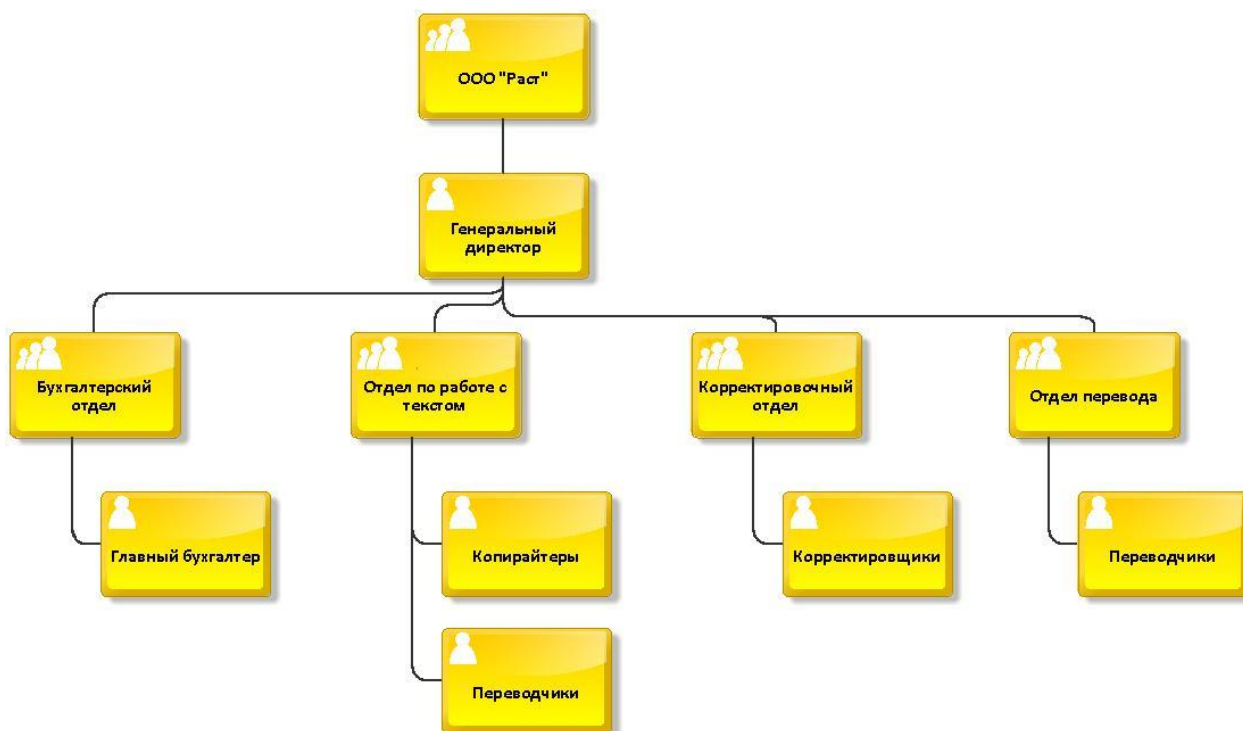 ООО "Раст"
Генеральный
директор
Бухгалтерский
отдел
Отдел по работе с
текстом
Корректировочный
отдел
Отдел перевода
Главный бухгалтер
Копирайтеры
Корректировщики
Переводчики
Переводчики